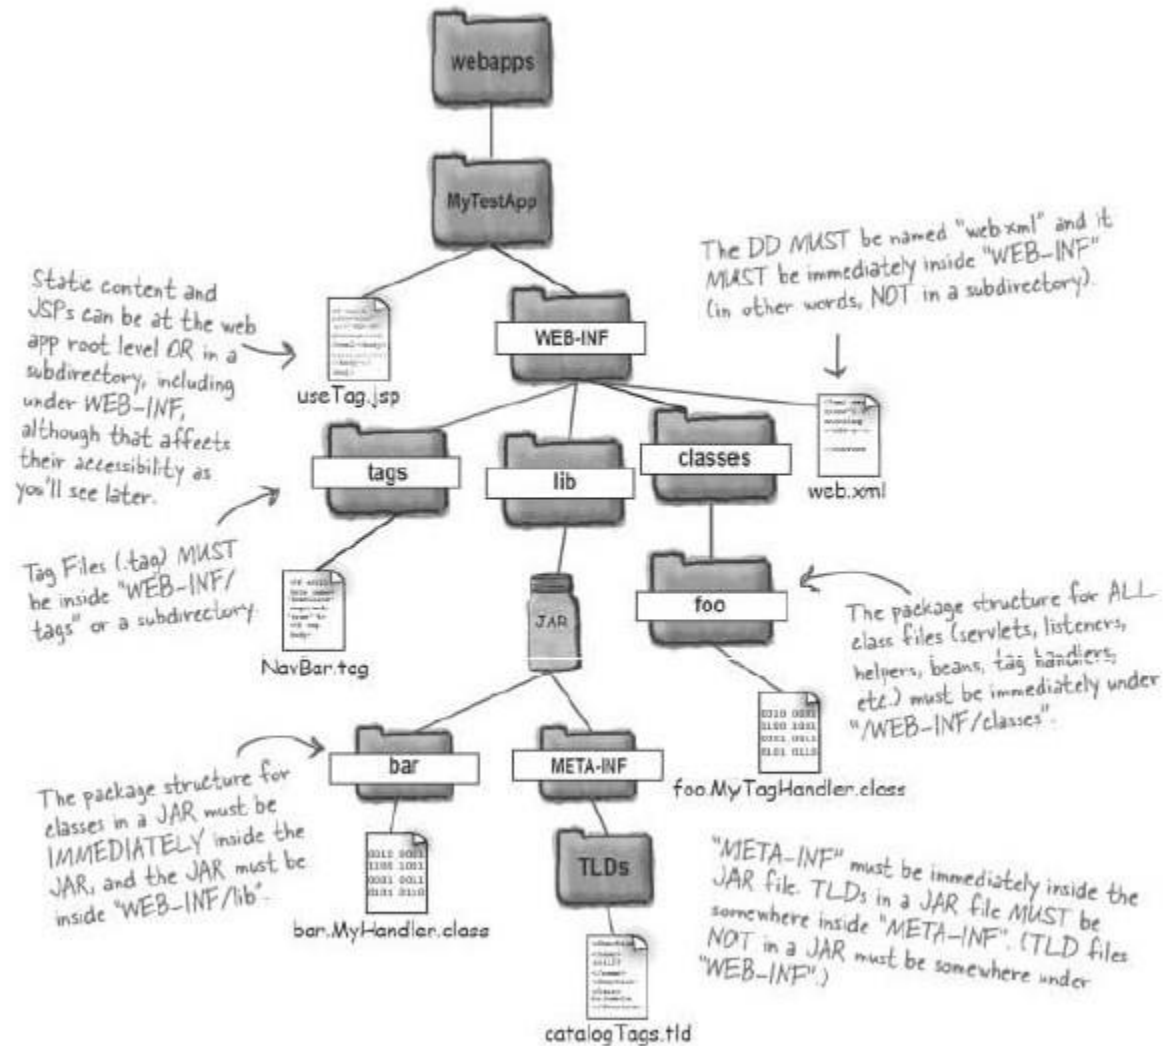 webapps
MyTestApp
The DD MUST be named "web.xml" and it
MUST be immediately inside "WEB-INF"
(in other words, NOT in a subdirectory).
Static content and
JSPs can be at the web
app root level OR in a
subdirectory, including
under WEB-INF,
although that affects
their accessibility as
you'll see later.
useTag.jsp
WEB-INF
tags
lib
classes
web.xml
Tag Files (.tag) MUST
be inside "WEB-INF/
tags" or a subdirectory.
NavBar.tag
JAR
foo
The package structure for ALL
class files (servlets, listeners,
helpers, beans, tag handlers,
etc.) must be immediately under
"/WEB-INF/classes".
0101 0110
foo.MyTagHandler.class
The package structure for
classes in a JAR must be
IMMEDIATELY inside the
JAR, and the JAR must be
inside "WEB-INF/lib".
bar
META-INF
0101 0110
bar.MyHandler.class
TLDs
"META-INF" must be immediately inside the
JAR file. TLDs in a JAR file MUST be
somewhere inside "META-INF". (TLD files
NOT in a JAR must be somewhere under
"WEB-INF".)
catalogTags.tld